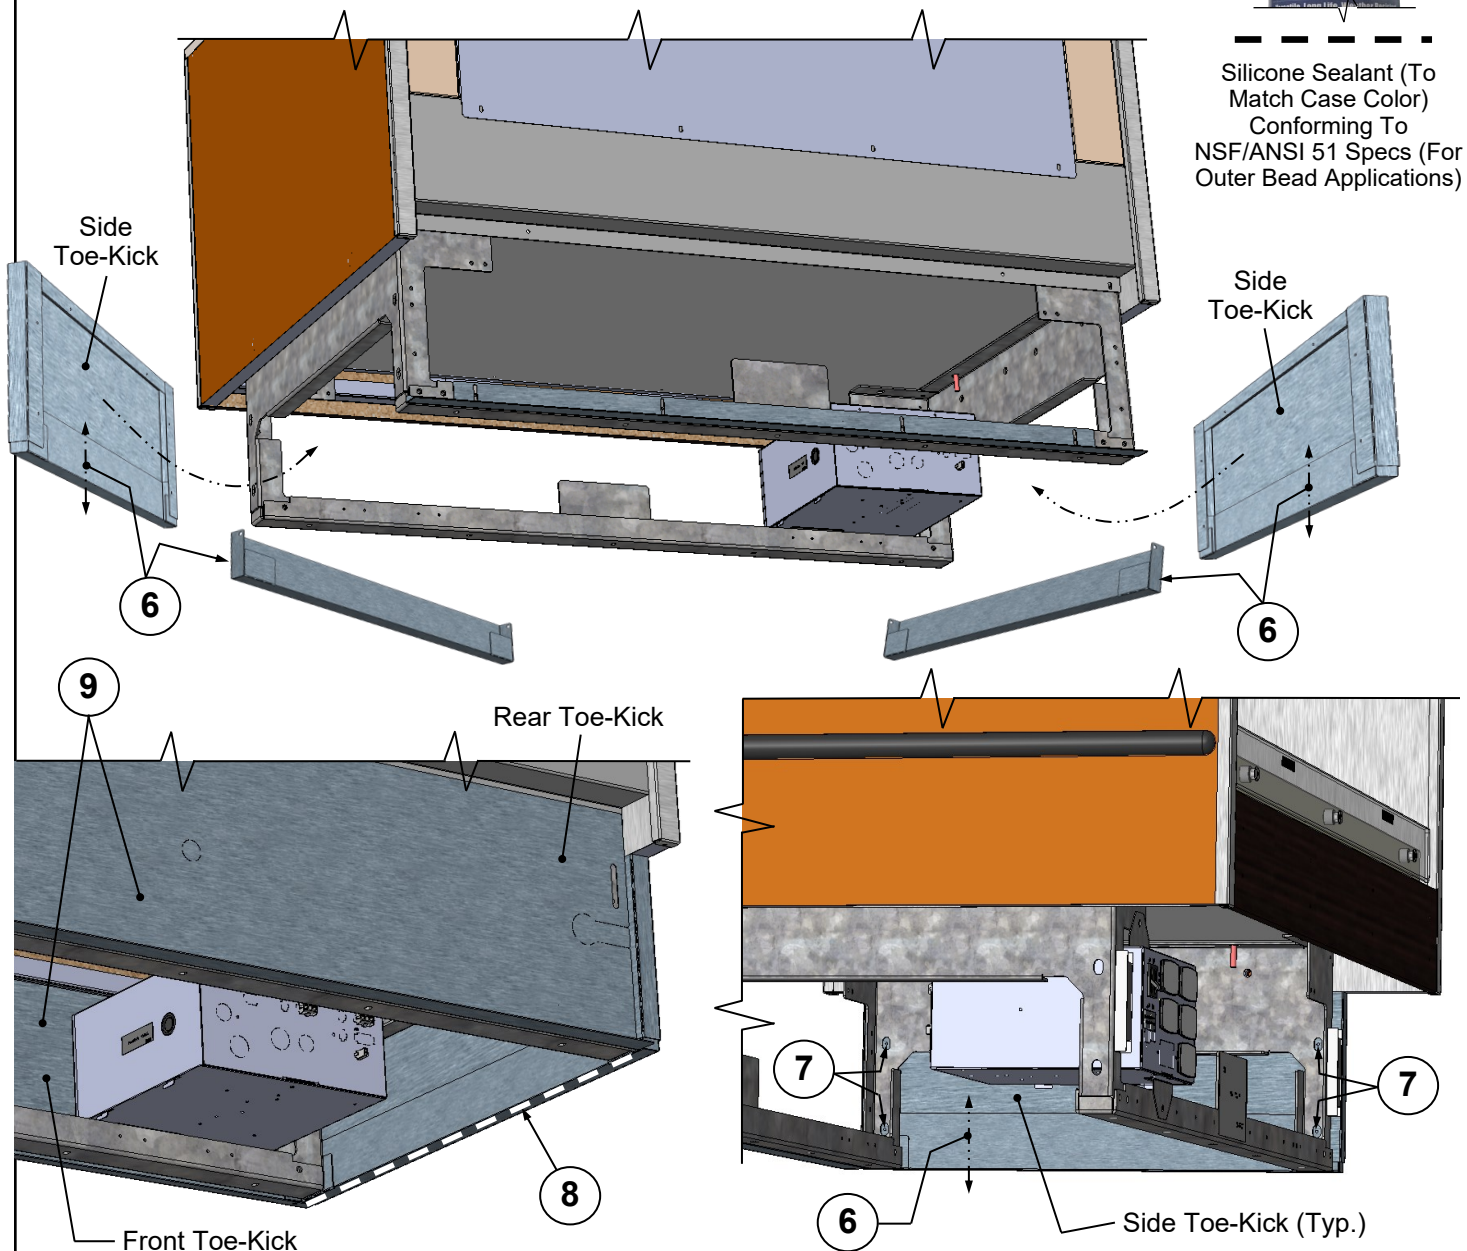 Silicone Sealant (To
Match Case Color)
Conforming To
NSF/ANSI 51 Specs (For
Outer Bead Applications)
Side
Toe-Kick
Side
Toe-Kick
6
6
9
Rear Toe-Kick
7
7
8
6
Side Toe-Kick (Typ.)
Front Toe-Kick